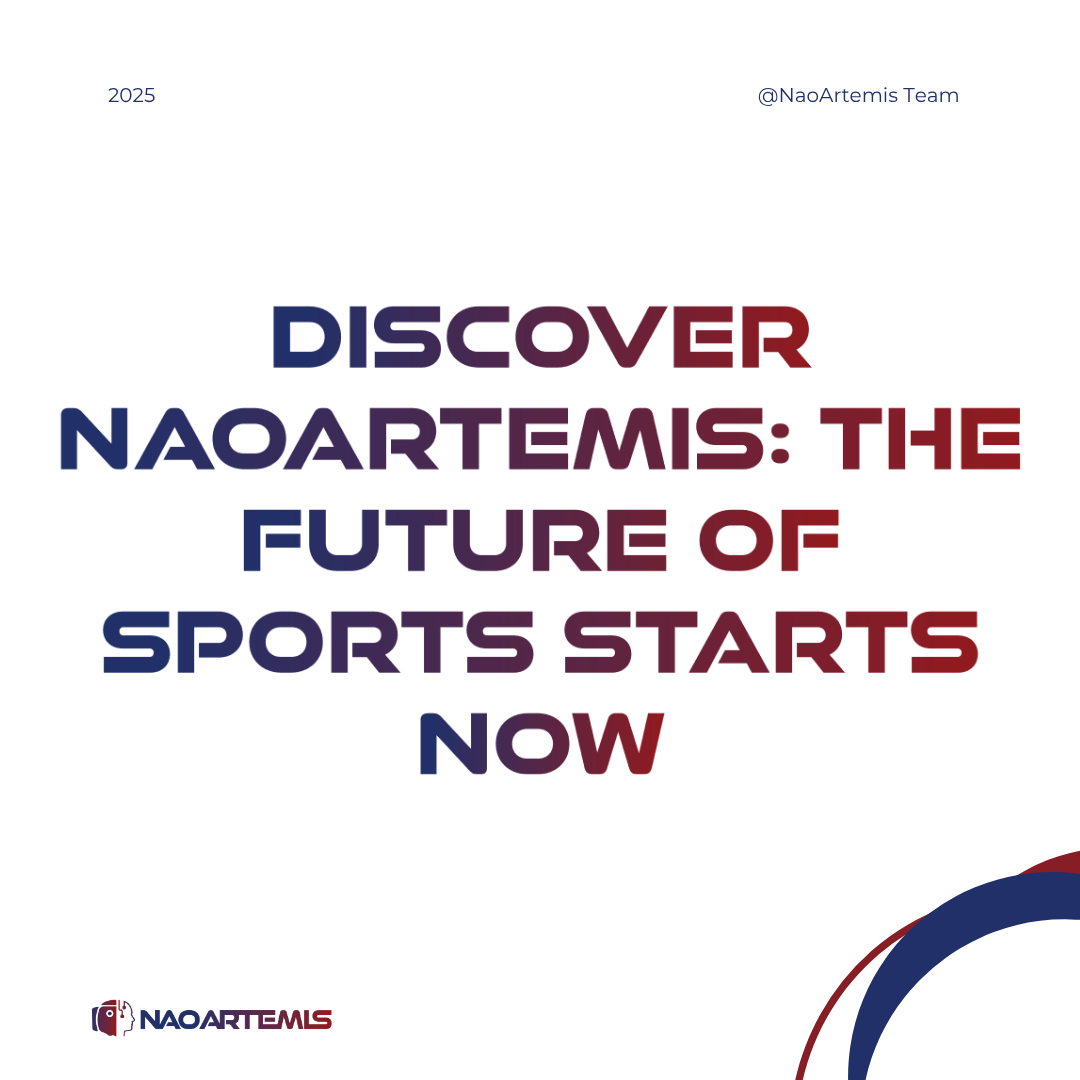 2025
@NaoArtemis Team
DISCOVER
NAOARTEMIS: THE
FUTURE OF
SPORTS STARTS
NOW
NAOARTEMIS